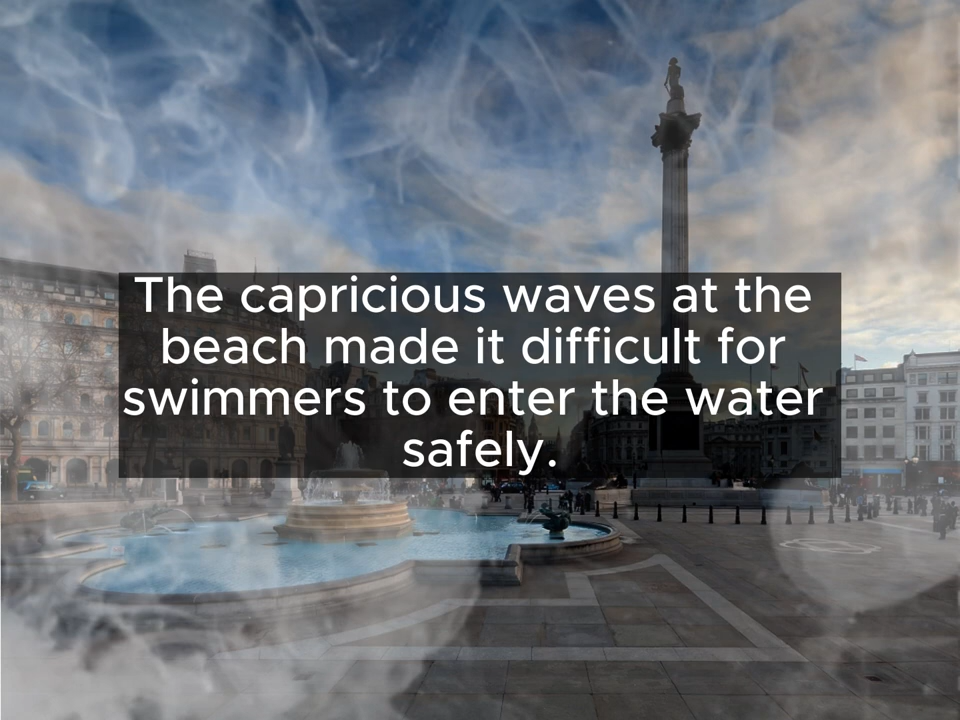 The capricious waves at the
beach made it difficult for
swimmers to enter the water
safely.